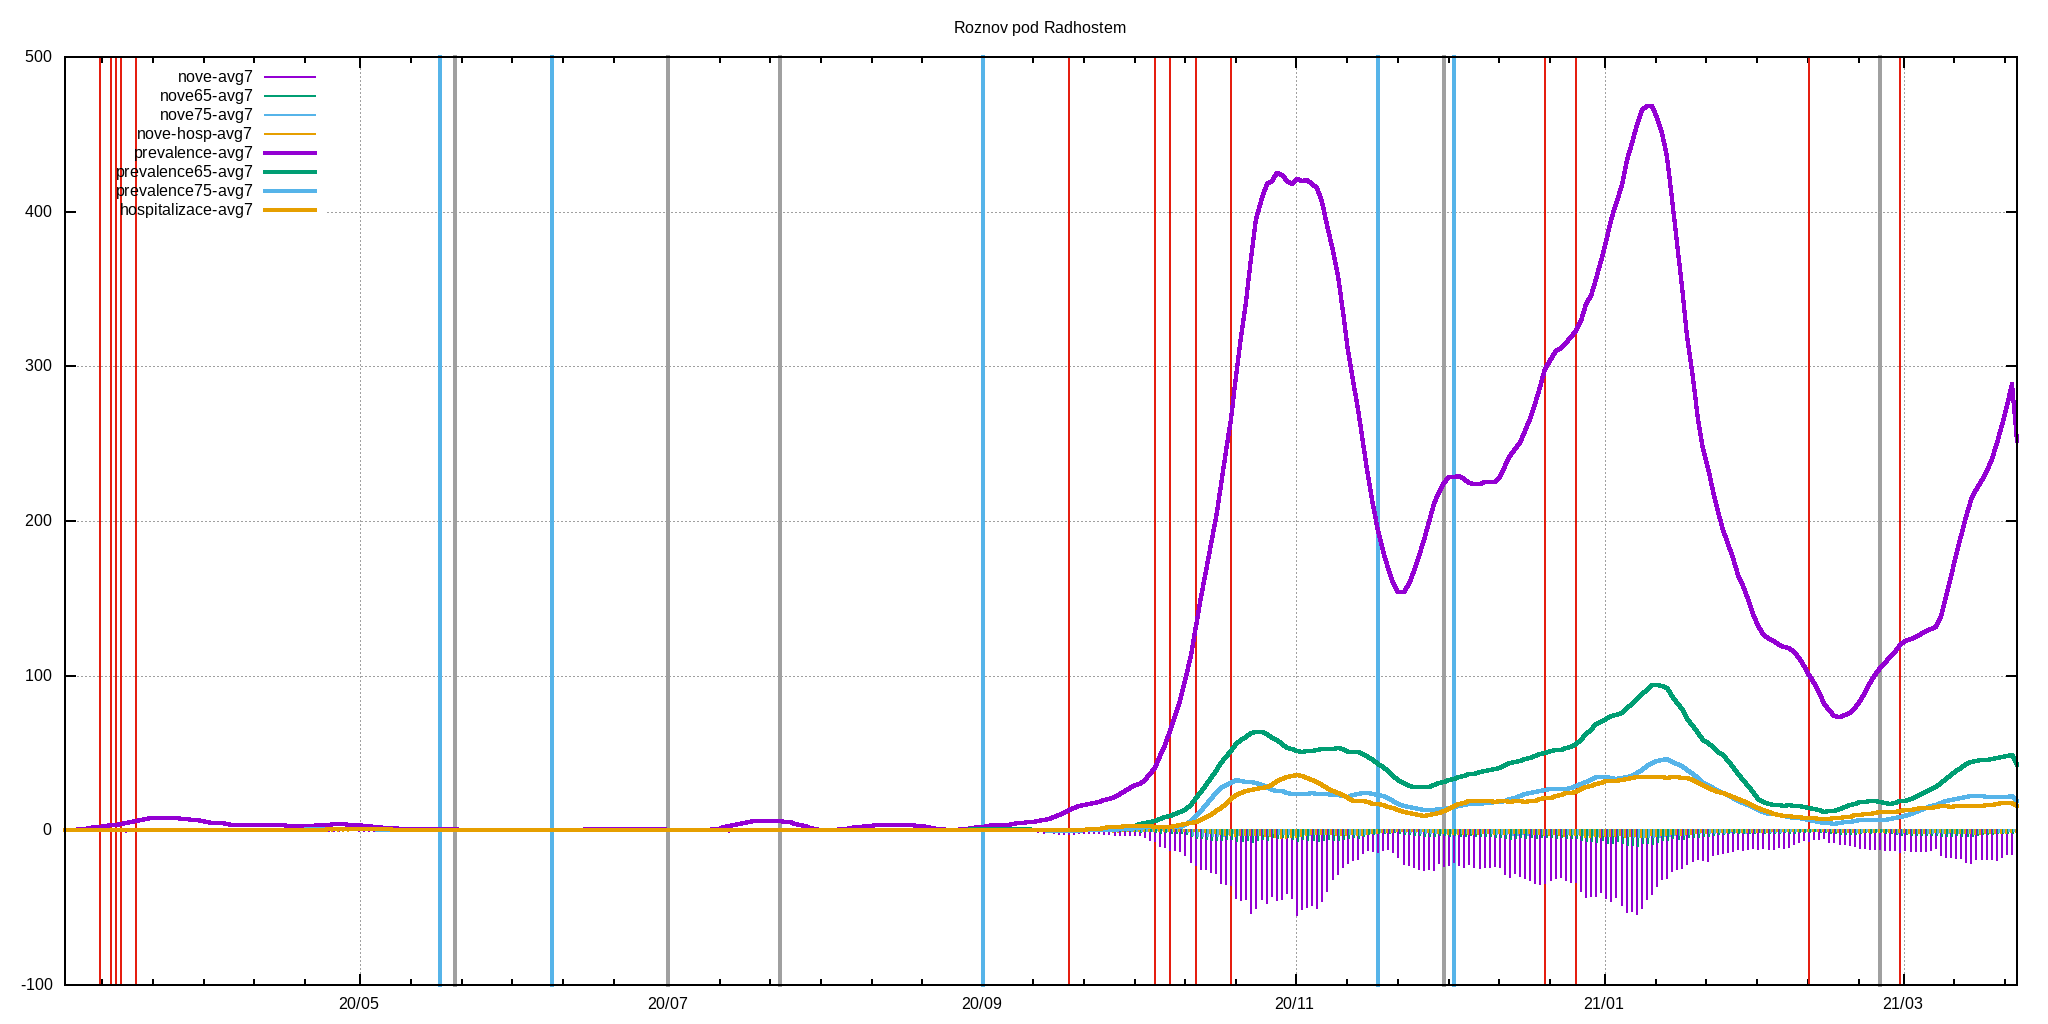 Roznov pod Radhostem
500
nove-avg7
nove65-avg7
nove75-avg7
nove-hosp-avg7
prevalence-avg7
prevalence65-avg7
prevalence75-avg7
hospitalizace-avg7
400
300
200
100
0
-100
20/05
20/07
20/09
20/11
21/01
21/03